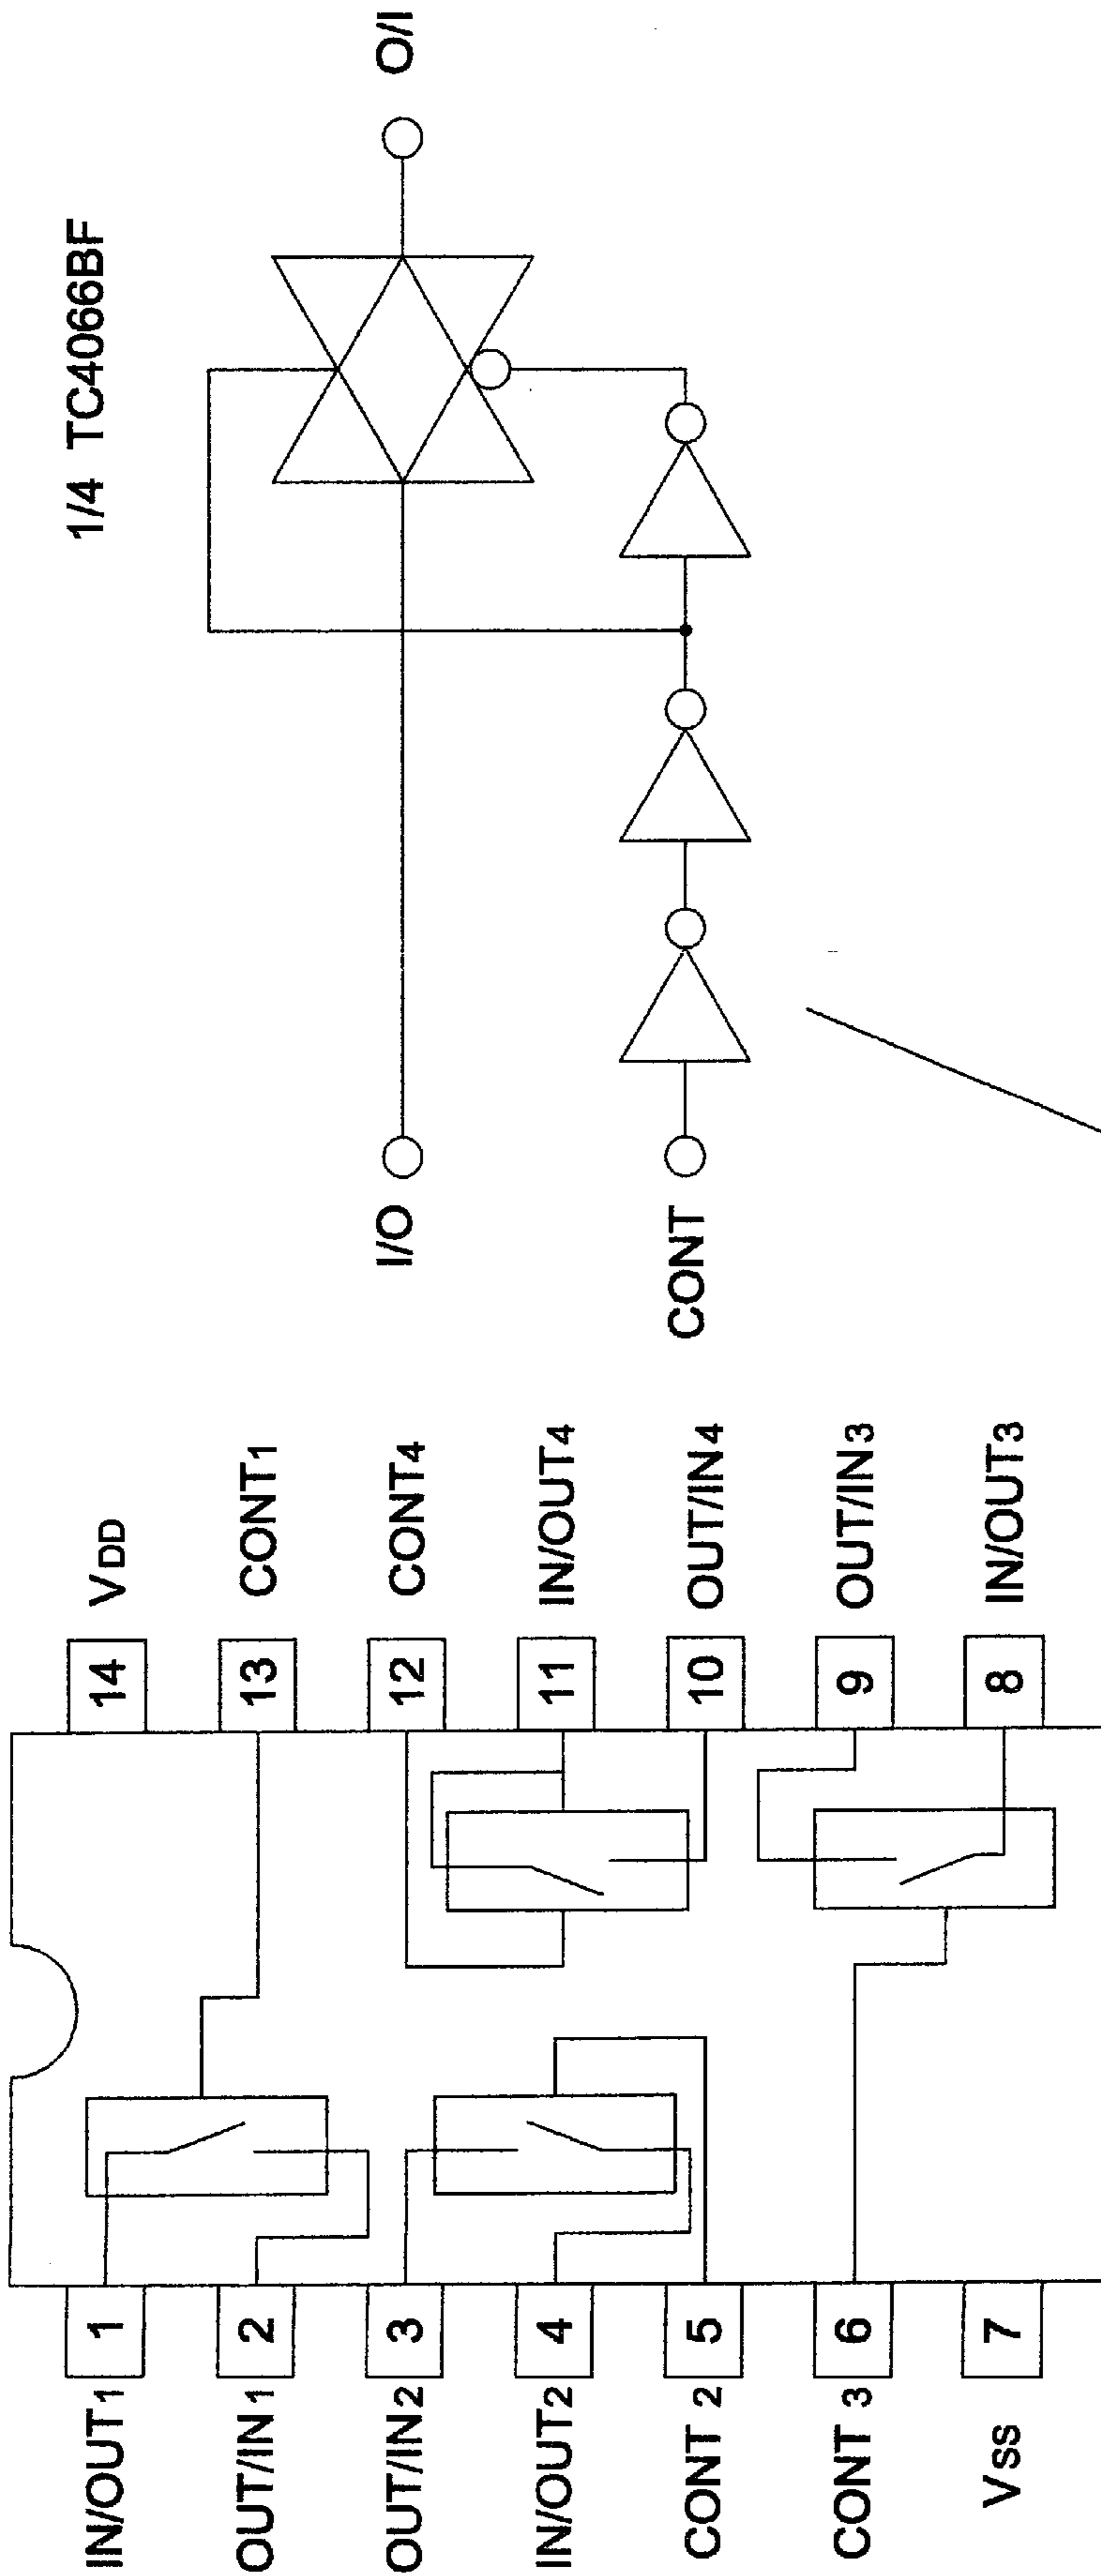 1/4 TC4066BF
I/O
O/I
CONT
14
VDD
13
CONT1
12
CONT4
11
IN/OUT4
10
OUT/IN4
9
OUT/IN3
8
IN/OUT3
IN/OUT1
1
OUT/IN1
2
OUT/IN2
3
IN/OUT2
4
CONT 2
5
CONT 3
6
VSS
7